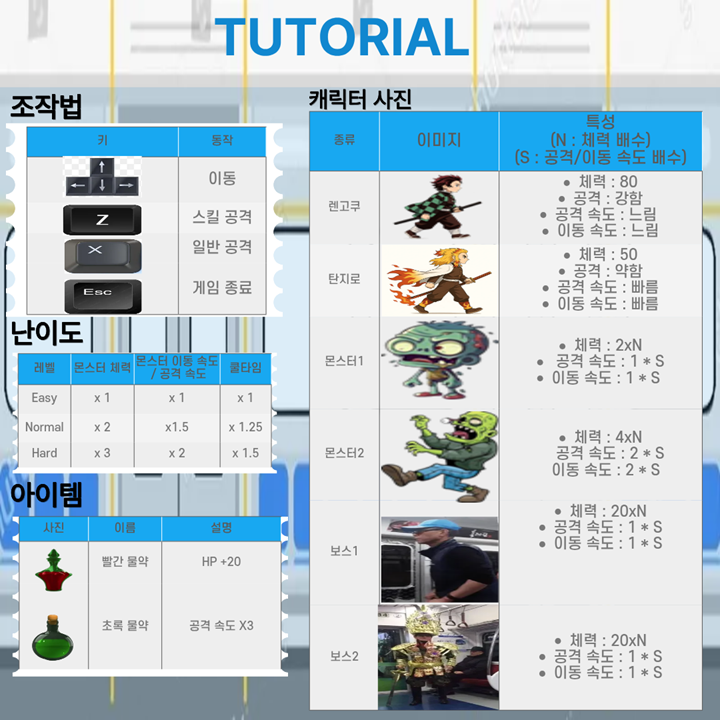 TUTORIAL
조작법
키 동작
이동
Z 스킬 공격
X 일반 공격
Esc 게임 종료
난이도
레벨 몬스터 체력 몬스터 이동 속도 / 공격 속도 쿨타임
Easy x 1 x 1 x 1
Normal x 2 x1.5 x 1.25
Hard x 3 x 2 x 1.5
아이템
사진 이름 설명
빨간 물약 HP +20
초록 물약 공격 속도 X3
캐릭터 사진
종류 이미지 특성
(N : 체력 배수)
(S : 공격/이동 속도 배수)
렌고쿠
• 체력 : 80
• 공격 : 강함
• 공격 속도 : 느림
• 이동 속도 : 느림
탄지로
• 체력 : 50
• 공격 : 약함
• 공격 속도 : 빠름
• 이동 속도 : 빠름
몬스터1
• 체력 : 2xN
• 공격 속도 : 1 * S
• 이동 속도 : 1 * S
몬스터2
• 체력 : 4xN
공격 속도 : 2 * S
이동 속도 : 2 * S
보스1
• 체력 : 20xN
• 공격 속도 : 1 * S
• 이동 속도 : 1 * S
보스2
• 체력 : 20xN
• 공격 속도 : 1 * S
• 이동 속도 : 1 * S